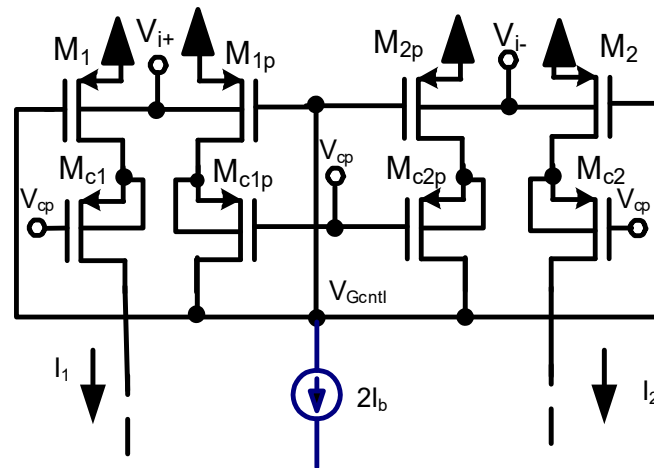 M1
Vi+
M1p
M2p
Vi-
M2
Mc1
Vcp
Mc1p
Vcp
Mc2p
Mc2
Vcp
VGcntl
I1
2Ib
I2